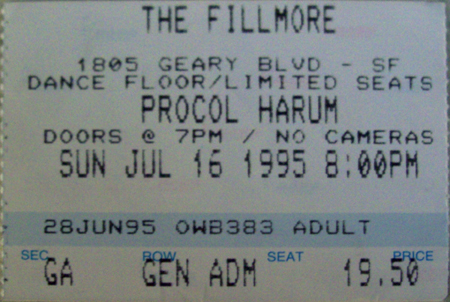 THE FILLMORE
1805 GEARY BLVD - SF
DANCE FLOOR/LIMITED SEATS
PROCOL HARUM
DOORS @ 7PM / NO CAMERAS
SUN JUL 16 1995 8:00PM
28JUN95 OWB383 ADULT
SEC ROW SEAT PRICE
GA GEN ADM 19.50